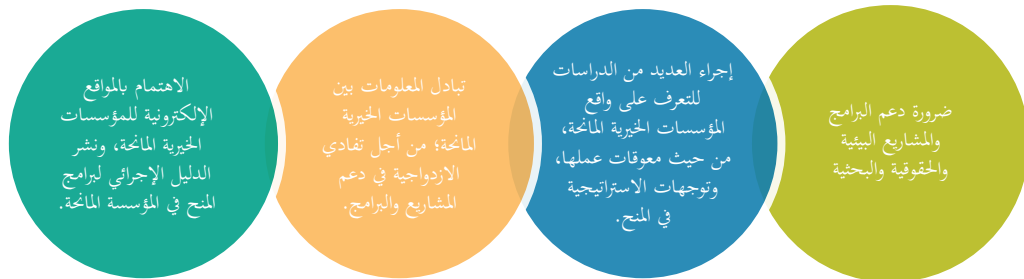 ضرورة دعم البرامج
والمشاريع البيئية
والحقوقية والبحثية
إجراء العديد من الدراسات
للتعرف على واقع
المؤسسات الخيرية المانحة،
من حيث معوقات عملها،
وتوجهات الاستراتيجية
في المنح.
تبادل المعلومات بين
المؤسسات الخيرية
المانحة؛ من أجل تفادي
الازدواجية في دعم
المشاريع والبرامج.
الاهتمام بالمواقع
الإلكترونية للمؤسسات
الخيرية المانحة، ونشر
الدليل الإجرائي لبرامج
المنح في المؤسسة المانحة.